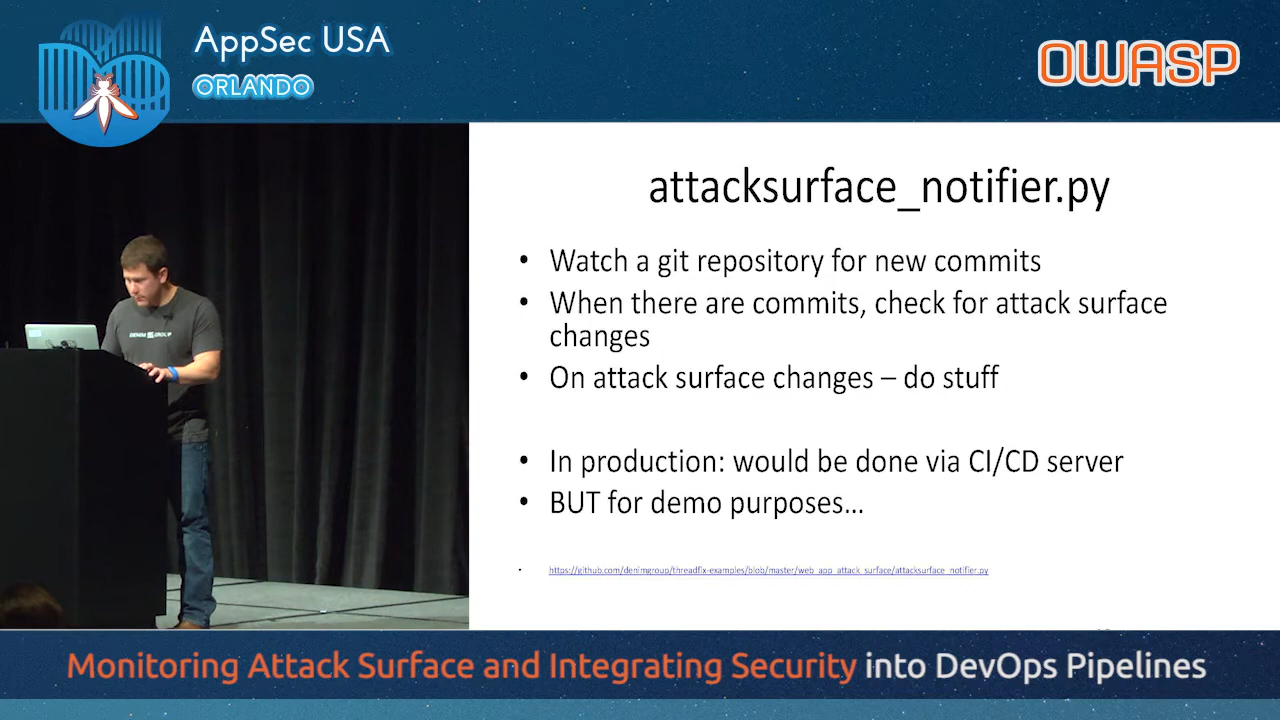 AppSec USA
ORLANDO
OWASP
attacksurface_notifier.py
• Watch a git repository for new commits
• When there are commits, check for attack surface
changes
• On attack surface changes – do stuff
• In production: would be done via CI/CD server
• BUT for demo purposes…
• https://github.com/denimgroup/threadfix-examples/blob/master/web_app_attack_surface/attacksurface_notifier.py
DENIM GROUP
Monitoring Attack Surface and Integrating Security into DevOps Pipelines